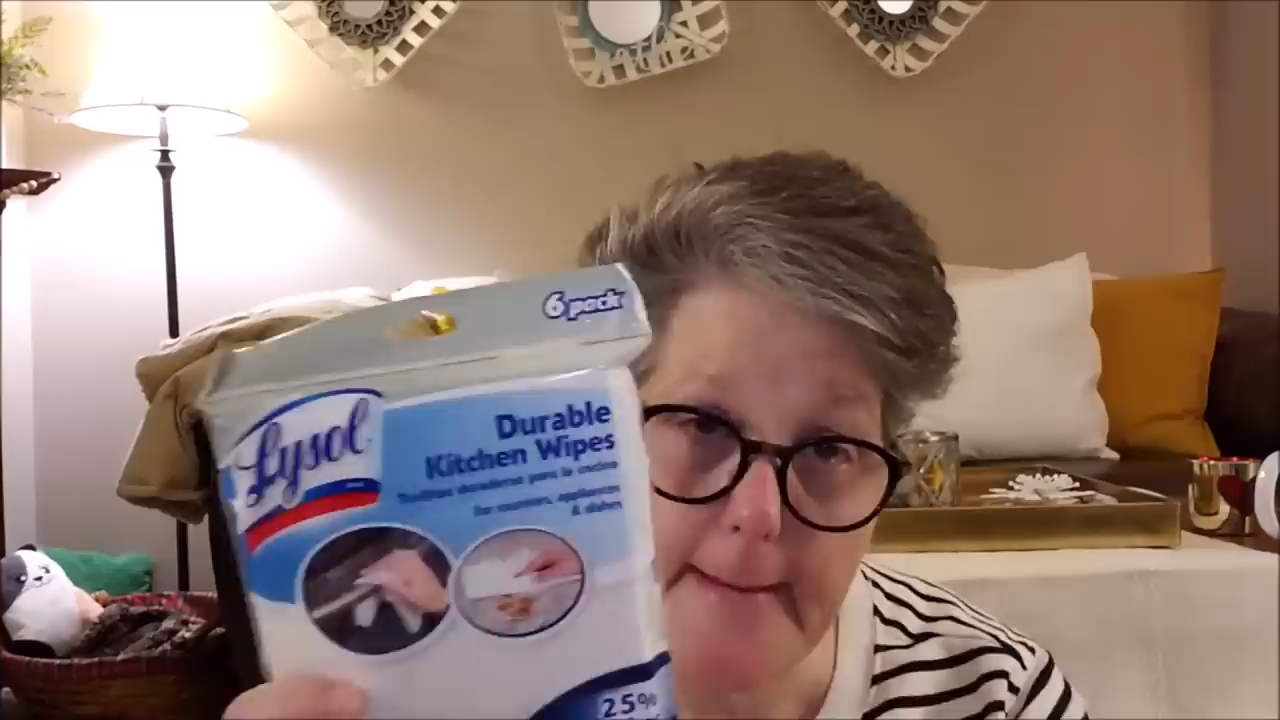 6 pack
Lysol
Durable
Kitchen Wipes
for counters, appliances
& dishes
25%